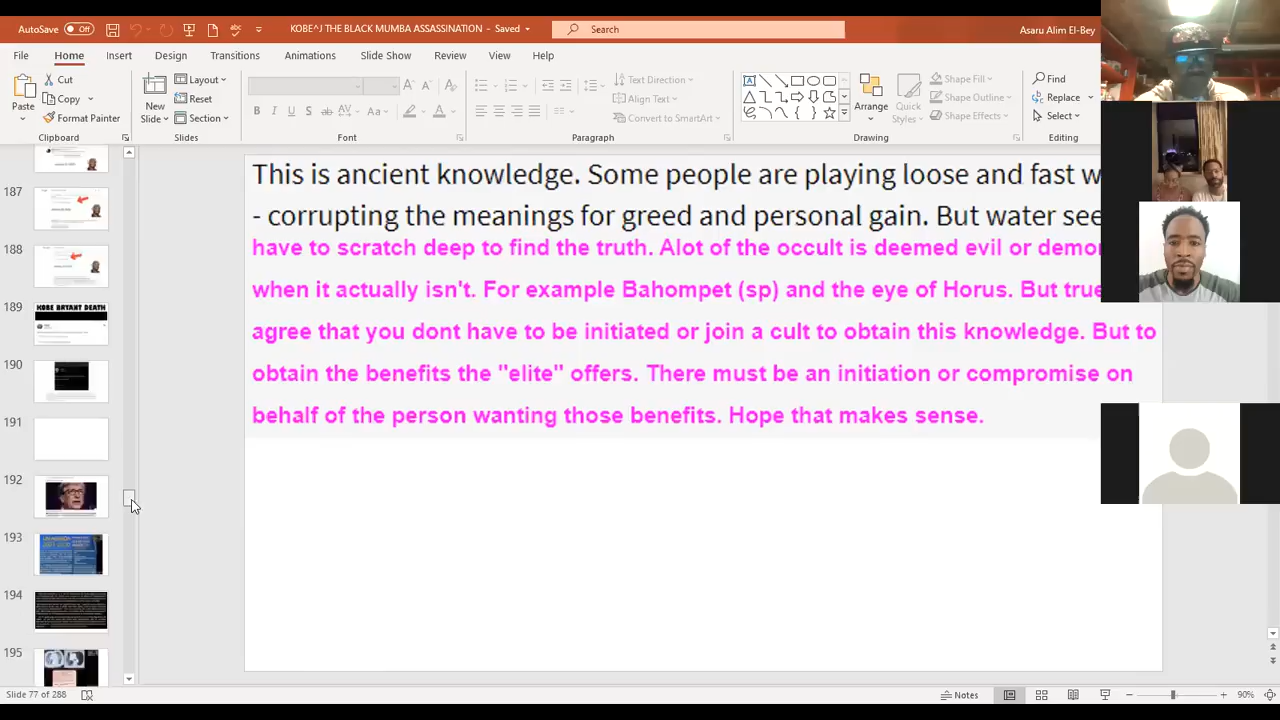 AutoSave Off
KOBE^J THE BLACK MUMBA ASSASSINATION - Saved
Search
Asaru Alim El-Bey
File Home Insert Design Transitions Animations Slide Show Review View Help
Paste
Cut
Copy
Format Painter
Clipboard
New Slide
Layout
Reset
Section
Slides
Font
Text Direction
Align Text
Convert to SmartArt
Paragraph
Arrange
Quick Styles
Shape Fill
Shape Outline
Shape Effects
Drawing
Find
Replace
Select
Editing
187
188
189
KOBE BRYANT DEATH
190
191
192
193
194
195
This is ancient knowledge. Some people are playing loose and fast w
- corrupting the meanings for greed and personal gain. But water see
have to scratch deep to find the truth. Alot of the occult is deemed evil or demo
when it actually isn't. For example Bahompet (sp) and the eye of Horus. But true
agree that you dont have to be initiated or join a cult to obtain this knowledge. But to
obtain the benefits the "elite" offers. There must be an initiation or compromise on
behalf of the person wanting those benefits. Hope that makes sense.
Slide 77 of 288
Notes
90%